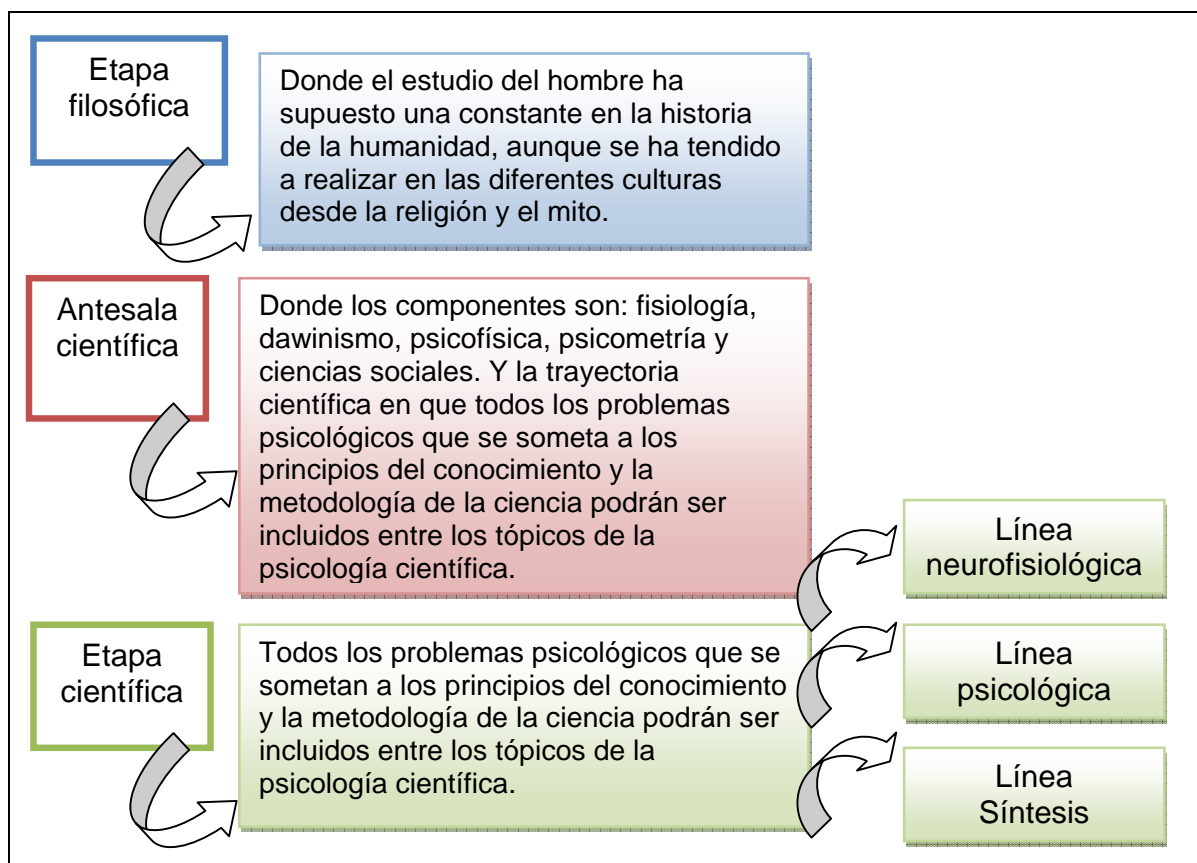 Etapa
filosófica
Donde el estudio del hombre ha
supuesto una constante en la historia
de la humanidad, aunque se ha tendido
a realizar en las diferentes culturas
desde la religión y el mito.
Antesala
científica
Donde los componentes son: fisiología,
dawinismo, psicofísica, psicometría y
ciencias sociales. Y la trayectoria
científica en que todos los problemas
psicológicos que se someta a los
principios del conocimiento y la
metodología de la ciencia podrán ser
incluidos entre los tópicos de la
psicología científica.
Etapa
científica
Todos los problemas psicológicos que se
sometan a los principios del conocimiento
y la metodología de la ciencia podrán ser
incluidos entre los tópicos de la
psicología científica.
Línea
neurofisiológica
Línea
psicológica
Línea
Síntesis